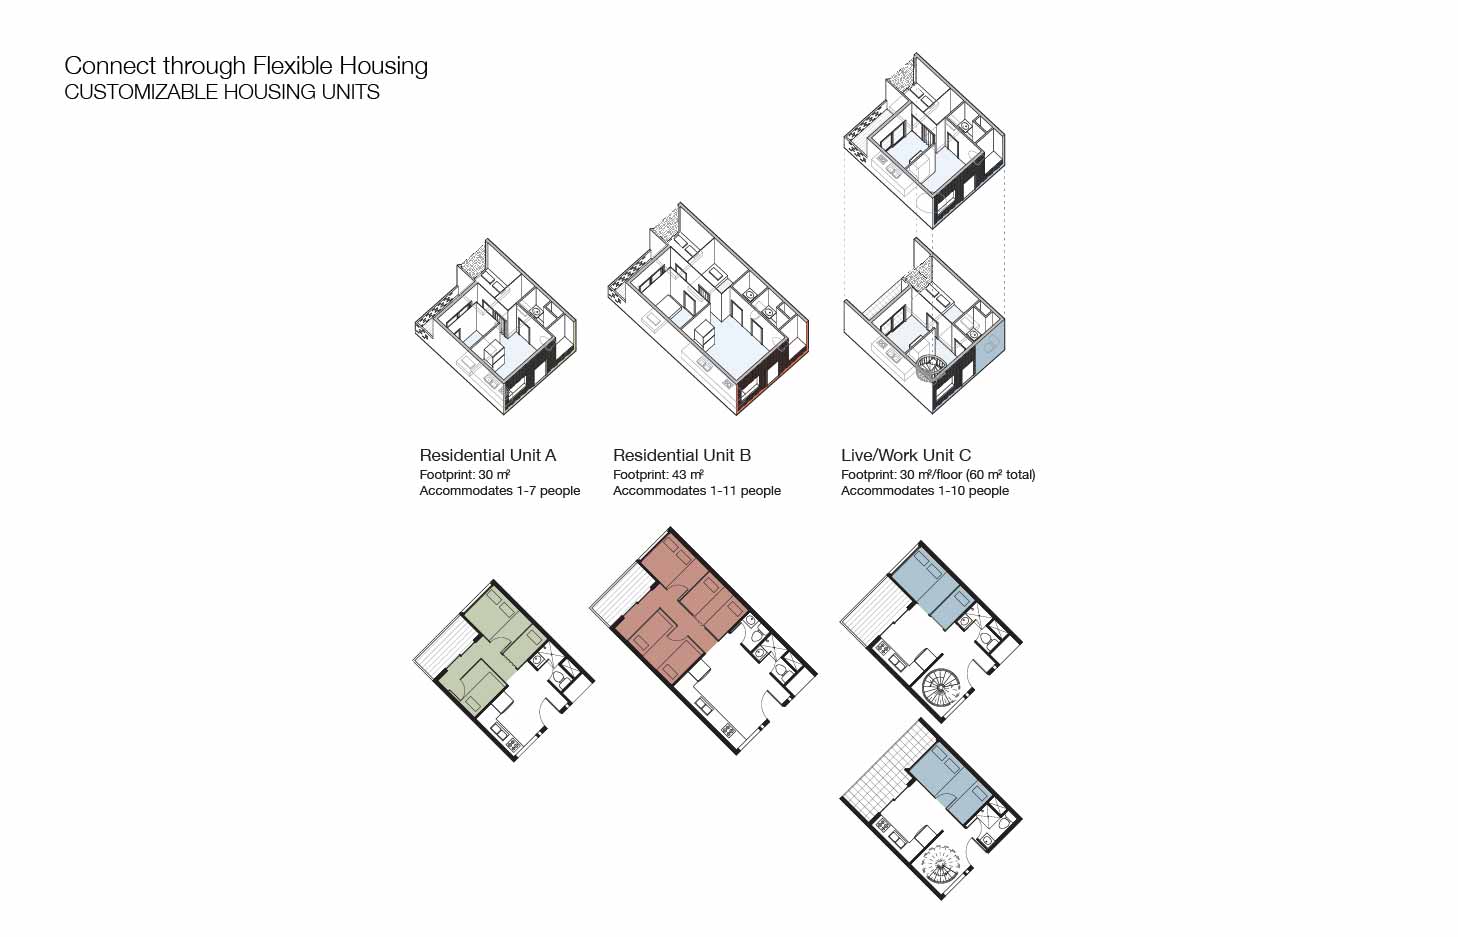 Connect through Flexible Housing
CUSTOMIZABLE HOUSING UNITS
Residential Unit A
Footprint: 30 m²
Accommodates 1-7 people
Residential Unit B
Footprint: 43 m²
Accommodates 1-11 people
Live/Work Unit C
Footprint: 30 m²/floor (60 m² total)
Accommodates 1-10 people